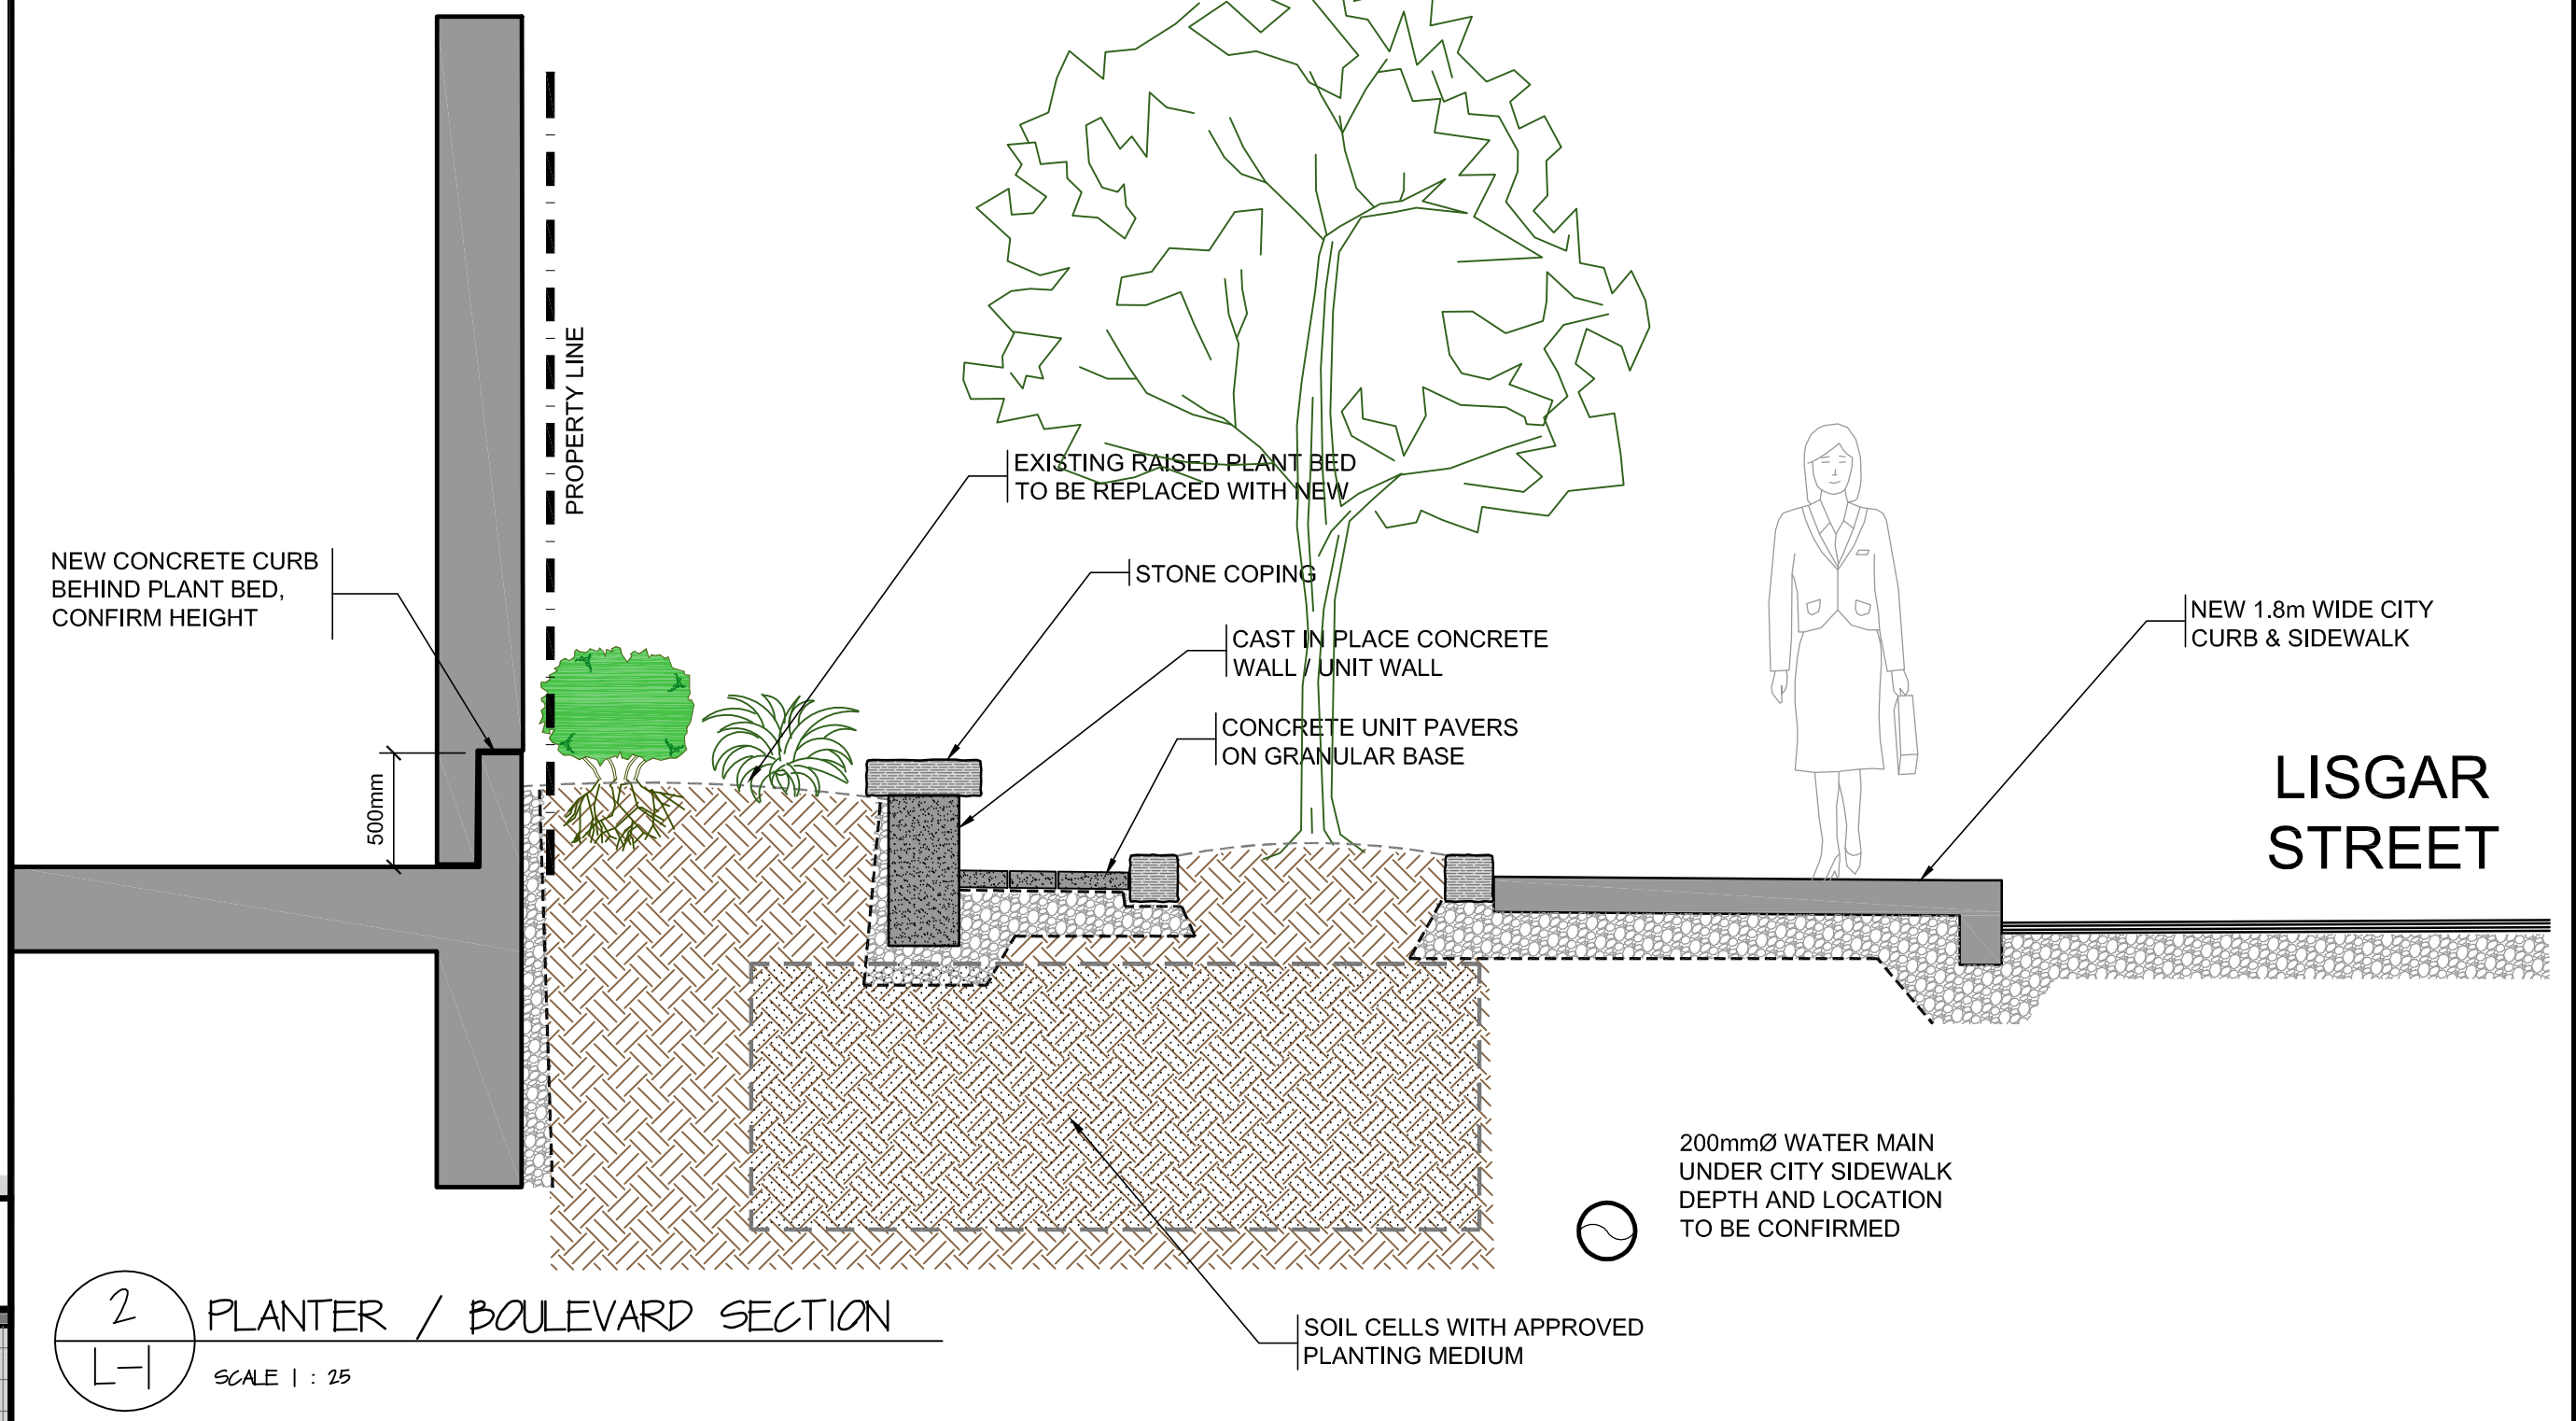 PROPERTY LINE
EXISTING RAISED PLANT BED
TO BE REPLACED WITH NEW
NEW CONCRETE CURB
BEHIND PLANT BED,
CONFIRM HEIGHT
STONE COPING
CAST IN PLACE CONCRETE
WALL / UNIT WALL
NEW 1.8m WIDE CITY
CURB & SIDEWALK
CONCRETE UNIT PAVERS
ON GRANULAR BASE
500mm
LISGAR
STREET
200mmØ WATER MAIN
UNDER CITY SIDEWALK
DEPTH AND LOCATION
TO BE CONFIRMED
SOIL CELLS WITH APPROVED
PLANTING MEDIUM
2
L-1
PLANTER / BOULEVARD SECTION
SCALE 1 : 25